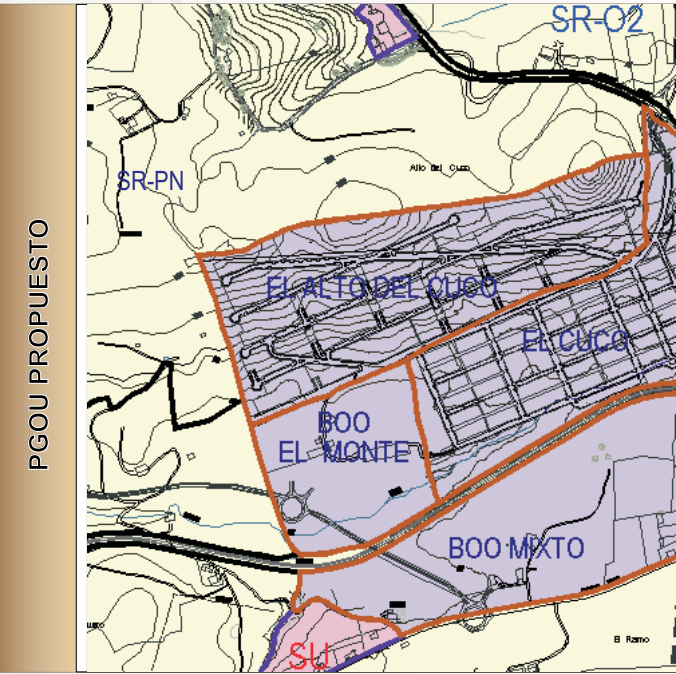 PGOU PROPUESTO
SR-O2
Alto del Cuco
SR-PN
EL ALTO DEL CUCO
EL CUCO
BOO
EL MONTE
BOO MIXTO
El Ramo
SU